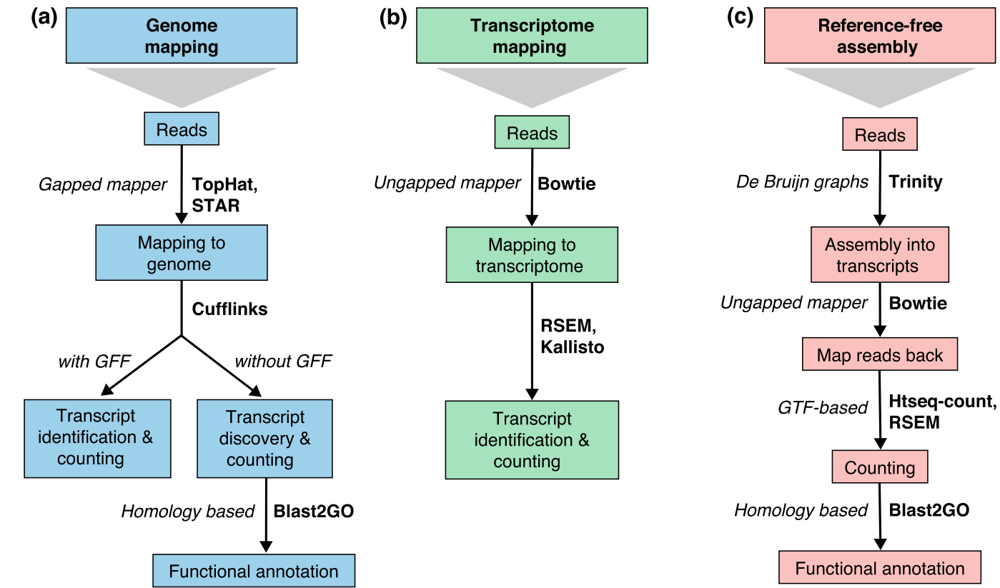 (a)
Genome
mapping
Reads
Gapped mapper
TopHat,
STAR
Mapping to
genome
Cufflinks
with GFF
without GFF
Transcript
identification &
counting
Transcript
discovery &
counting
Homology based
Blast2GO
Functional annotation
(b)
Transcriptome
mapping
Reads
Ungapped mapper
Bowtie
Mapping to
transcriptome
RSEM,
Kallisto
Transcript
identification &
counting
(c)
Reference-free
assembly
Reads
De Bruijn graphs
Trinity
Assembly into
transcripts
Ungapped mapper
Bowtie
Map reads back
GTF-based
Htseq-count,
RSEM
Counting
Homology based
Blast2GO
Functional annotation